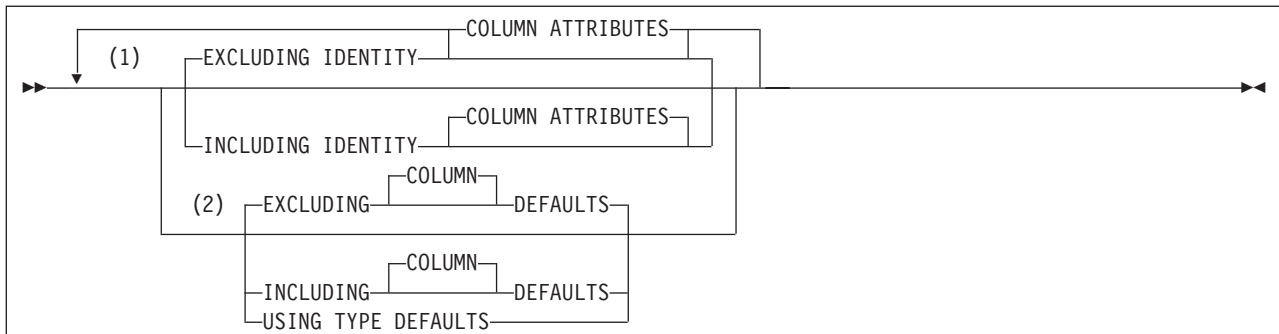 COLUMN ATTRIBUTES
(1)
EXCLUDING IDENTITY
COLUMN ATTRIBUTES
INCLUDING IDENTITY
COLUMN
(2) EXCLUDING DEFAULTS
COLUMN
INCLUDING DEFAULTS
USING TYPE DEFAULTS